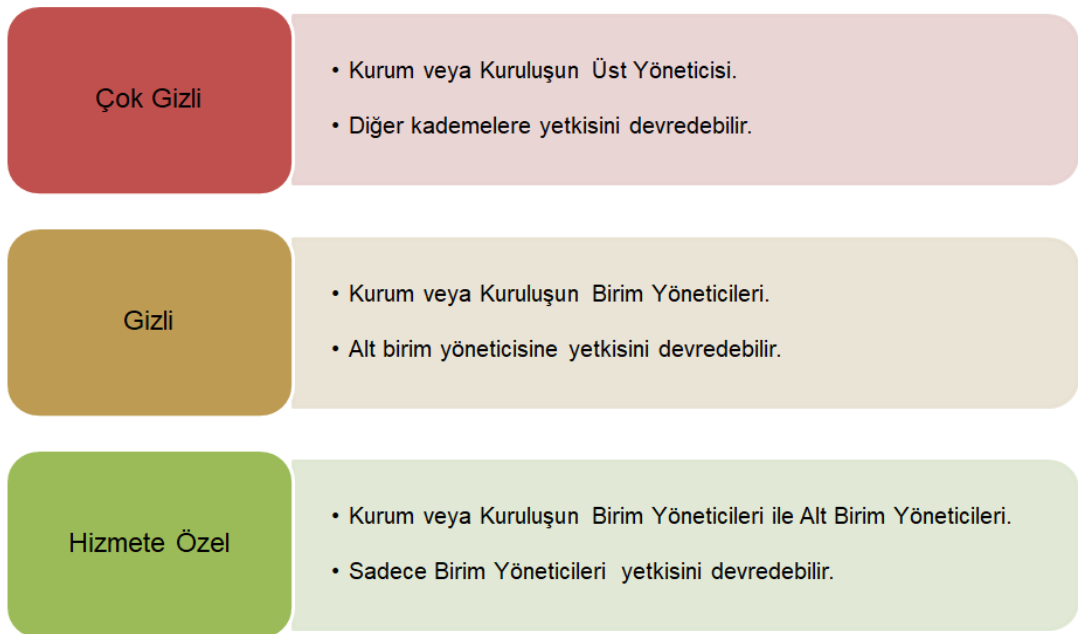 Çok Gizli
• Kurum veya Kuruluşun Üst Yöneticisi.
• Diğer kademelere yetkisini devredebilir.
Gizli
• Kurum veya Kuruluşun Birim Yöneticileri.
• Alt birim yöneticisine yetkisini devredebilir.
Hizmete Özel
• Kurum veya Kuruluşun Birim Yöneticileri ile Alt Birim Yöneticileri.
• Sadece Birim Yöneticileri yetkisini devredebilir.